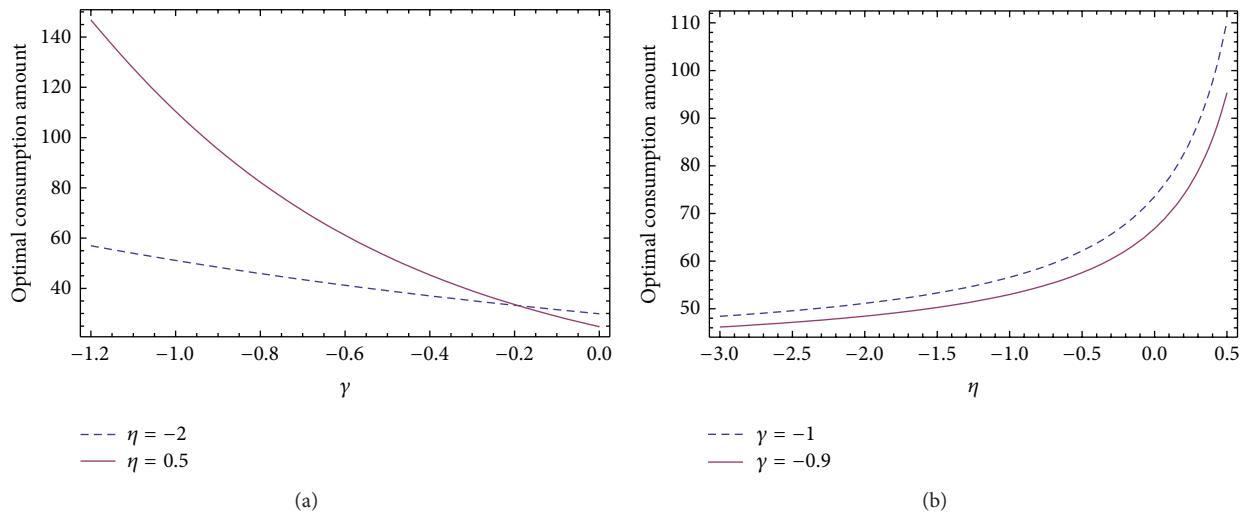 Optimal consumption amount
140
120
100
80
60
40
−1.2 −1.0 −0.8 −0.6 −0.4 −0.2 0.0
γ
η = −2
η = 0.5
(a)
Optimal consumption amount
110
100
90
80
70
60
50
−3.0 −2.5 −2.0 −1.5 −1.0 −0.5 0.0 0.5
η
γ = −1
γ = −0.9
(b)